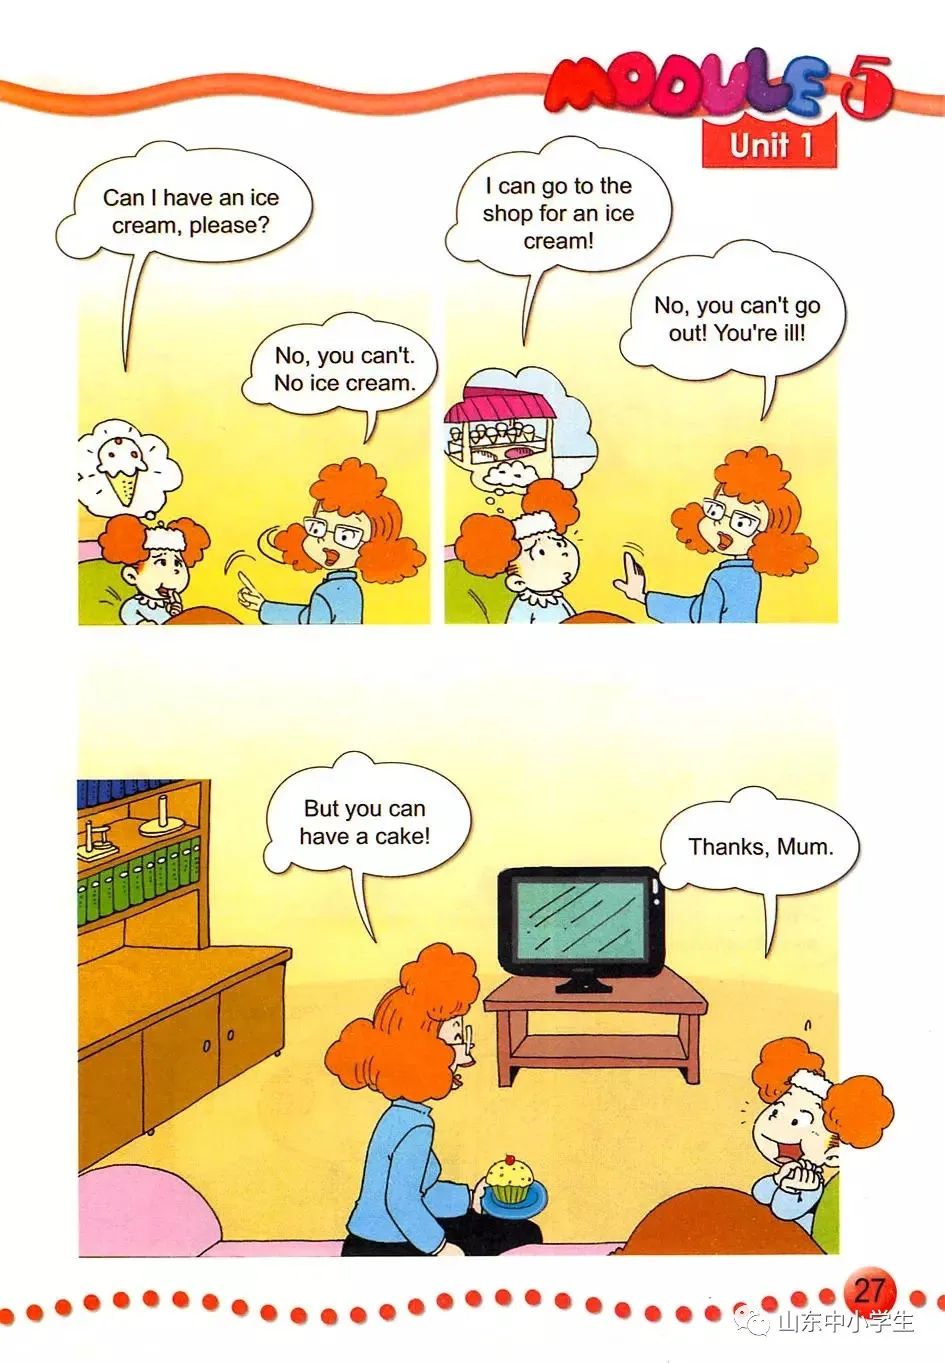 MODULE 5
Unit 1
Can I have an ice
cream, please?
No, you can't.
No ice cream.
I can go to the
shop for an ice
cream!
No, you can't go
out! You're ill!
But you can
have a cake!
Thanks, Mum.
27
山东中小学生